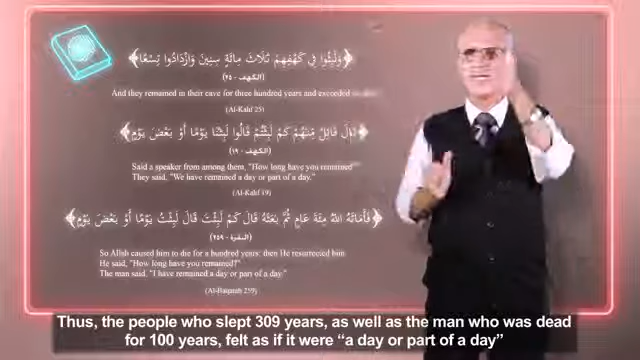 ﴿وَلَبِثُوا فِي كَهْفِهِمْ ثَلَاثَ مِائَةٍ سِنِينَ وَازْدَادُوا تِسْعًا﴾
(الكهف - ٢٥)
And they remained in their cave for three hundred years and exceeded
(Al-Kahf 25)
قَالَ قَائِلٌ مِّنْهُمْ كَمْ لَبِثْتُمْ قَالُوا لَبِثْنَا يَوْمًا أَوْ بَعْضَ يَوْمٍ
(الكهف - ١٩)
Said a speaker from among them, "How long have you remained"
They said, "We have remained a day or part of a day."
(Al-Kahf 19)
﴿فَأَمَاتَهُ اللَّهُ مِئَةَ عَامٍ ثُمَّ بَعَثَهُ قَالَ كَمْ لَبِثْتَ قَالَ لَبِثْتُ يَوْمًا أَوْ بَعْضَ يَوْمٍ﴾
(البقرة - ٢٥٩)
So Allah caused him to die for a hundred years: then He resurrected him
He said, "How long have you remained?"
The man said, "I have remained a day or part of a day."
(Al-Baqarah 259)
Thus, the people who slept 309 years, as well as the man who was dead
for 100 years, felt as if it were “a day or part of a day”